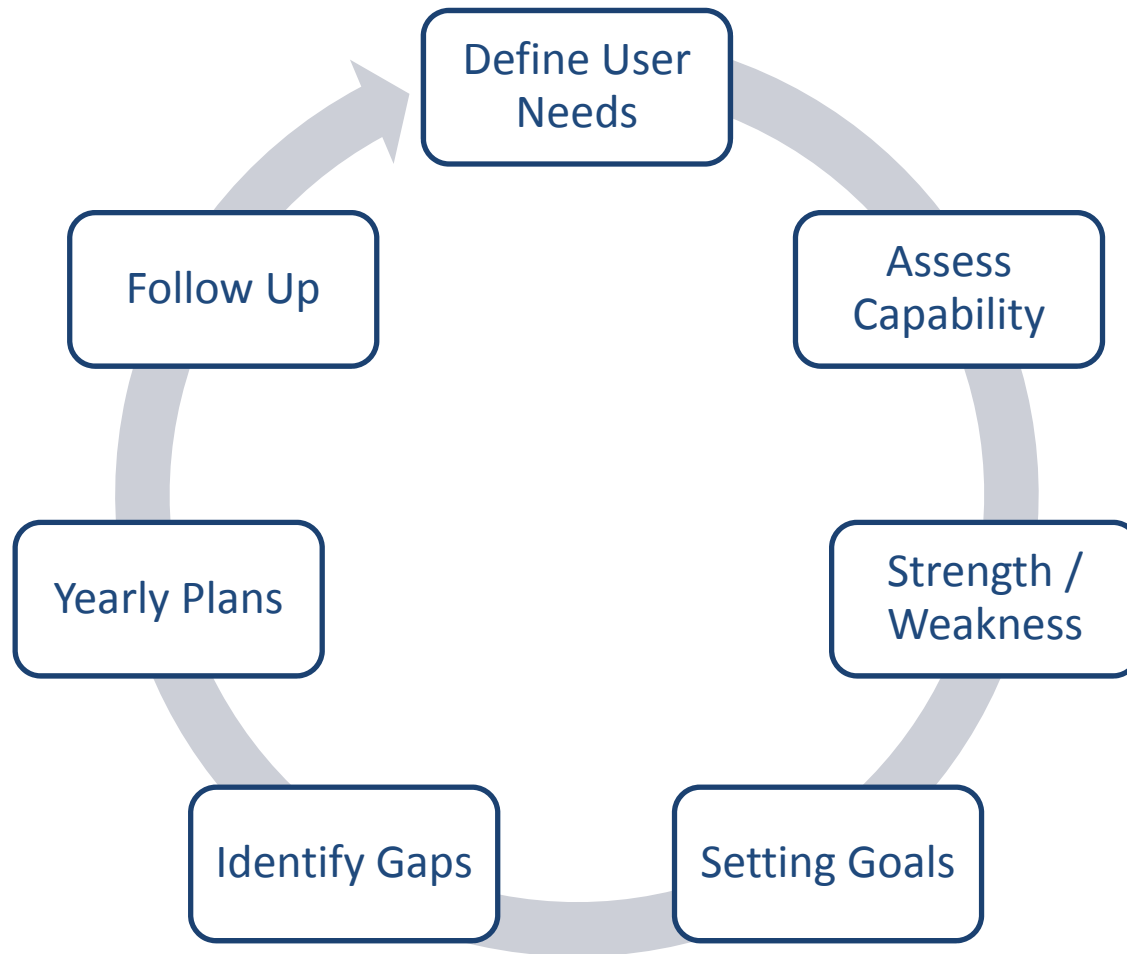 Define User
Needs
Assess
Capability
Strength /
Weakness
Setting Goals
Identify Gaps
Yearly Plans
Follow Up